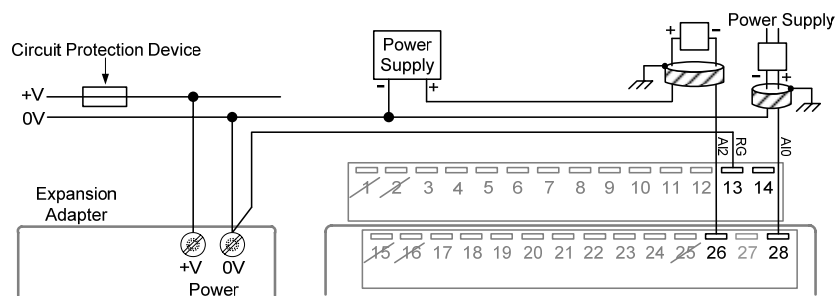 Power Supply
Circuit Protection Device
Power
Supply
+ -
- +
- +
+V
0V
AI2
RG
AI0
1 2 3 4 5 6 7 8 9 10 11 12 13 14
Expansion
Adapter
15 16 17 18 19 20 21 22 23 24 25 26 27 28
+V 0V
Power